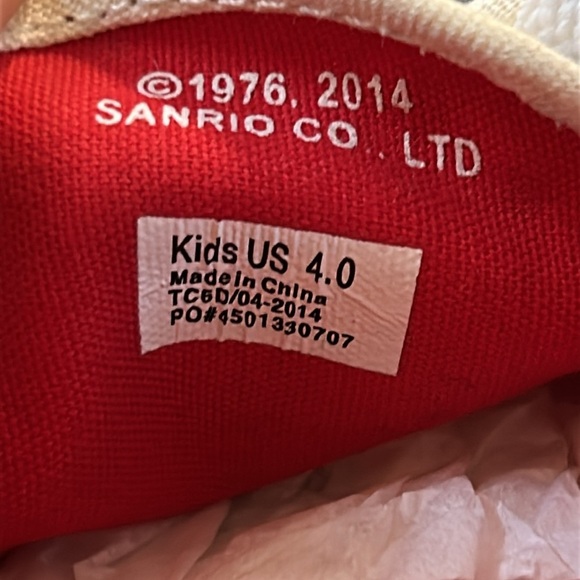 ©1976, 2014
SANRIO CO., LTD
Kids US 4.0
Made In China
TC6D/04-2014
PO#4501330707